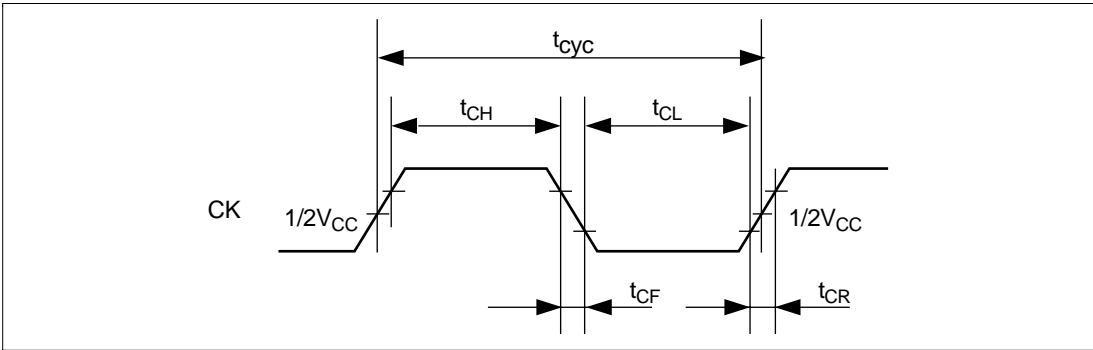 tcyc
tCH
tCL
CK
1/2VCC
1/2VCC
tCF
tCR